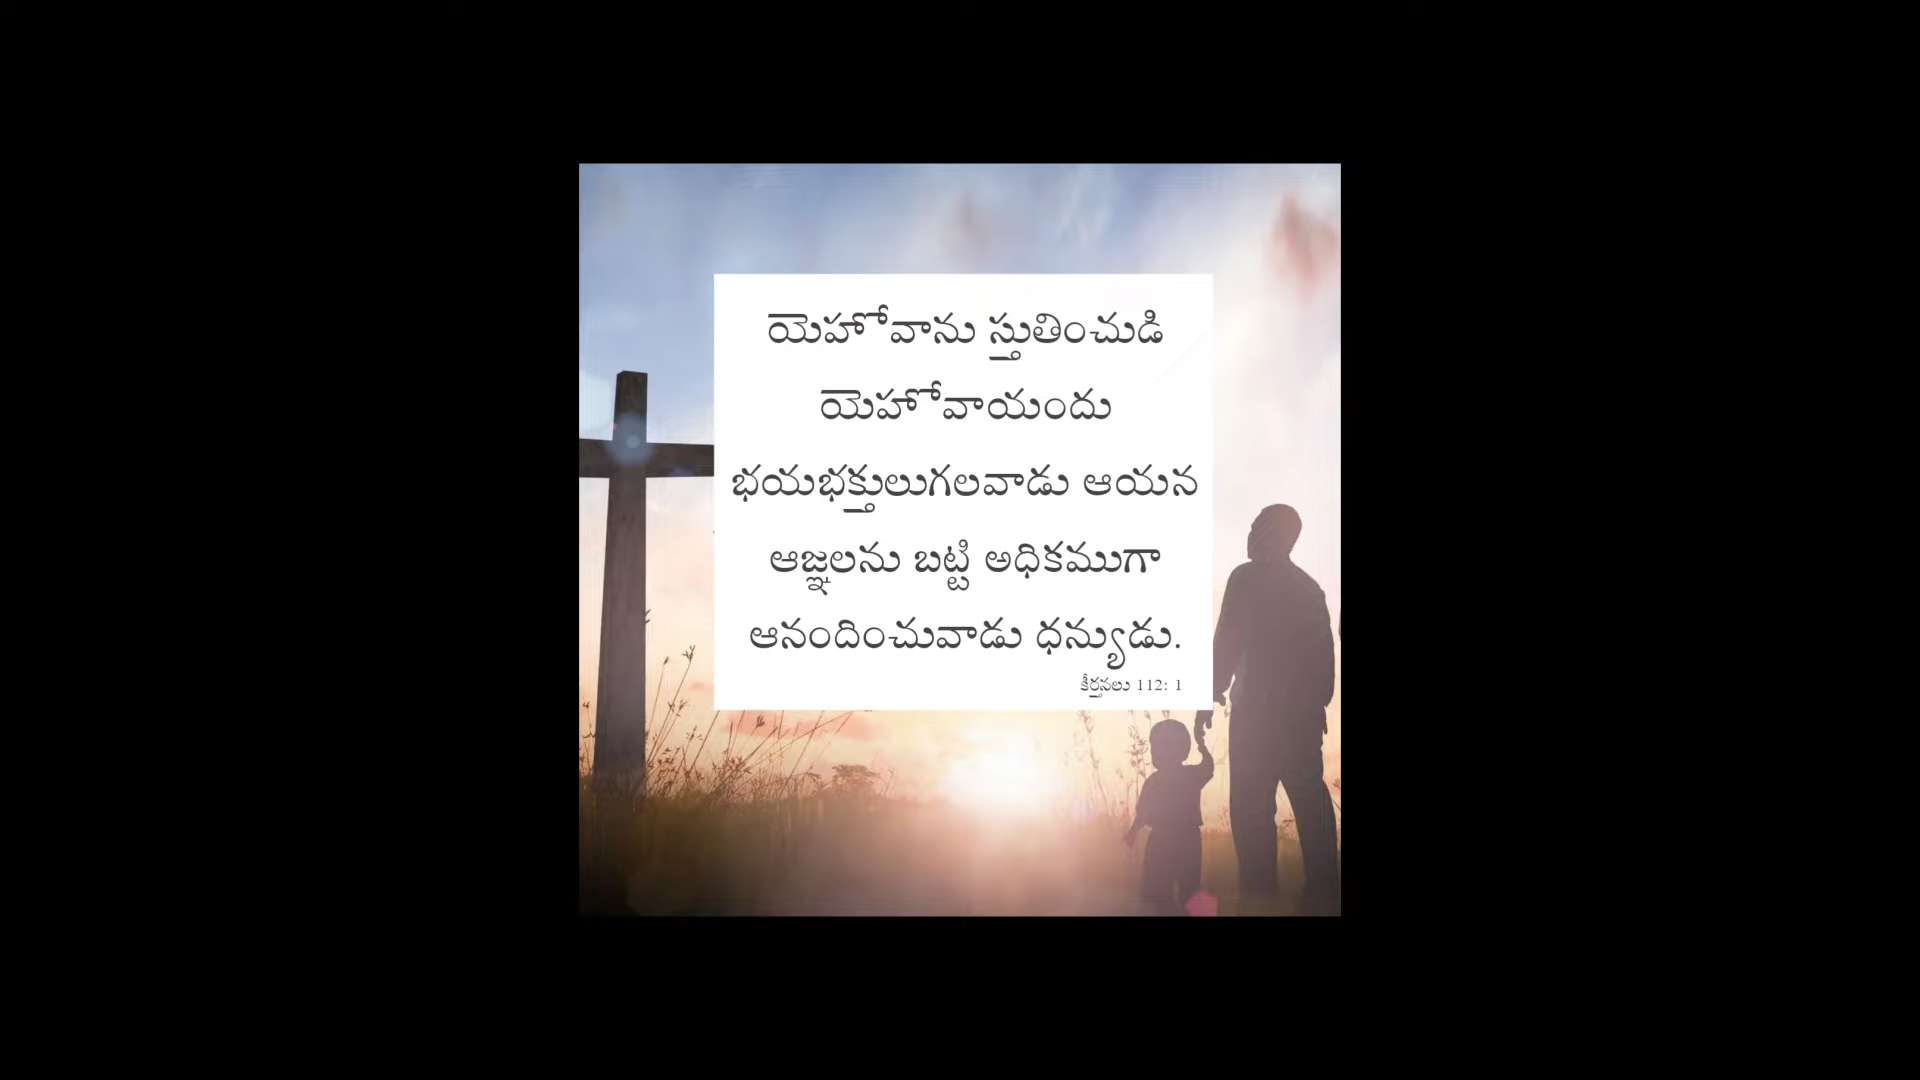 యెహోవాను స్తుతించుడి
యెహోవాయందు
భయభక్తులుగలవాడు ఆయన
ఆజ్ఞలను బట్టి అధికముగా
ఆనందించువాడు ధన్యుడు.
కీర్తనలు 112: 1